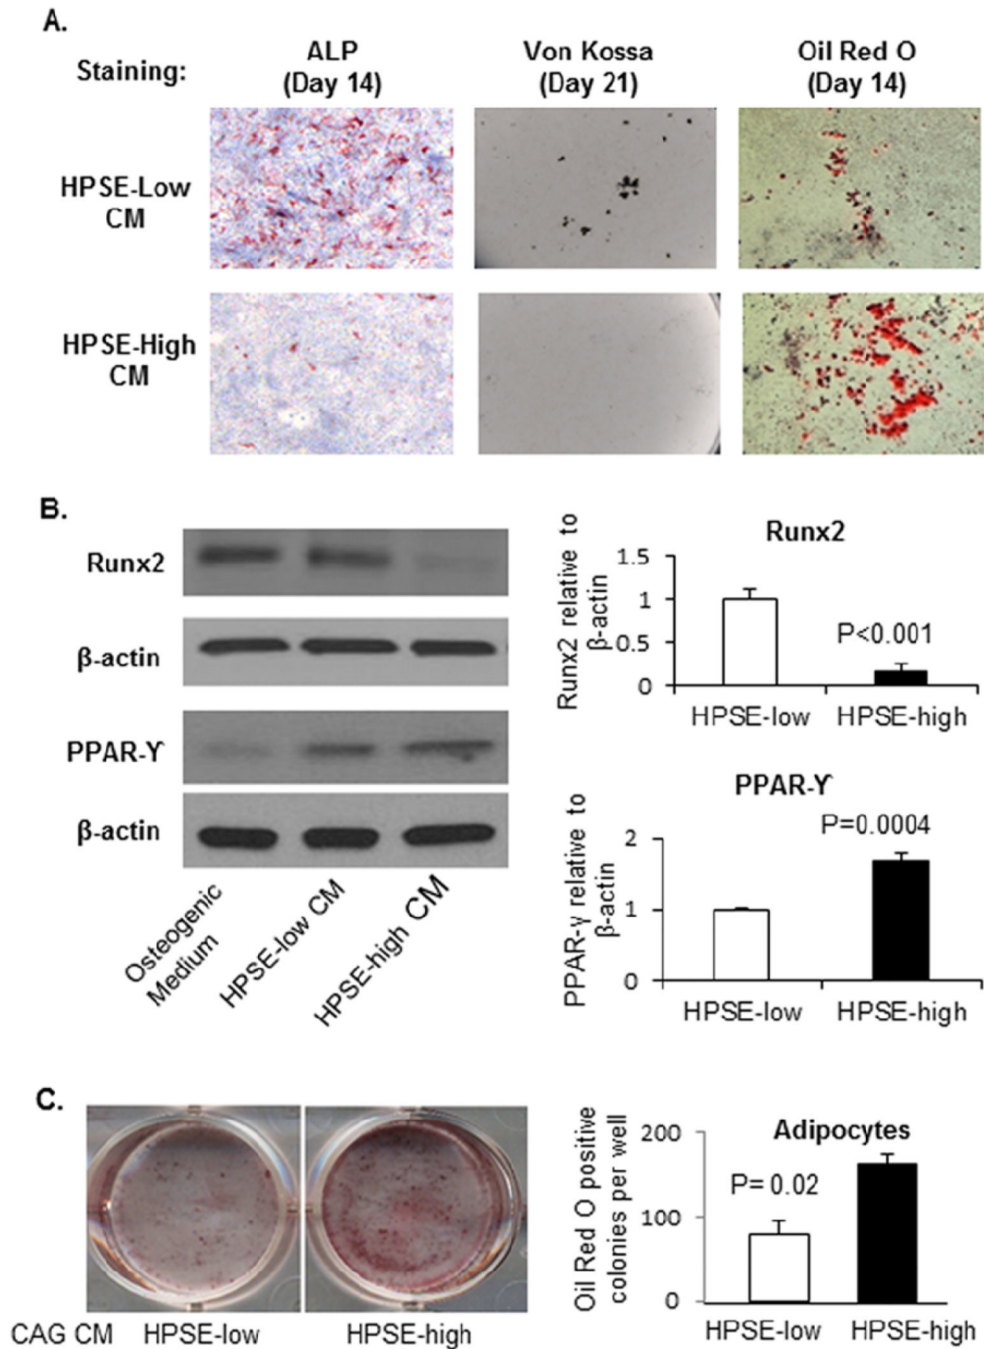 A.
Staining:
ALP
(Day 14)
Von Kossa
(Day 21)
Oil Red O
(Day 14)
HPSE-Low
CM
HPSE-High
CM
B.
Runx2
β-actin
PPAR-ϒ
β-actin
Osteogenic
Medium
HPSE-low CM
HPSE-high CM
Runx2
Runx2 relative to
β-actin
1.5
1
0.5
0
P<0.001
HPSE-low
HPSE-high
PPAR-ϒ
PPAR-γ relative to
β-actin
2
1
0
P=0.0004
HPSE-low
HPSE-high
C.
CAG CM
HPSE-low
HPSE-high
Adipocytes
Oil Red O positive
colonies per well
200
100
0
P= 0.02
HPSE-low
HPSE-high